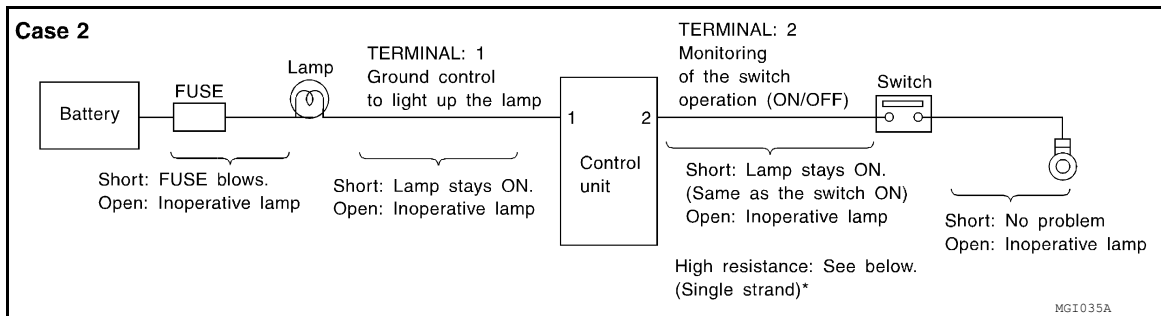 Case 2
Battery
FUSE
Lamp
TERMINAL: 1
Ground control
to light up the lamp
1
2
Control
unit
TERMINAL: 2
Monitoring
of the switch
operation (ON/OFF)
Switch
Short: FUSE blows.
Open: Inoperative lamp
Short: Lamp stays ON.
Open: Inoperative lamp
Short: Lamp stays ON.
(Same as the switch ON)
Open: Inoperative lamp
High resistance: See below.
(Single strand)*
Short: No problem
Open: Inoperative lamp
MGI035A